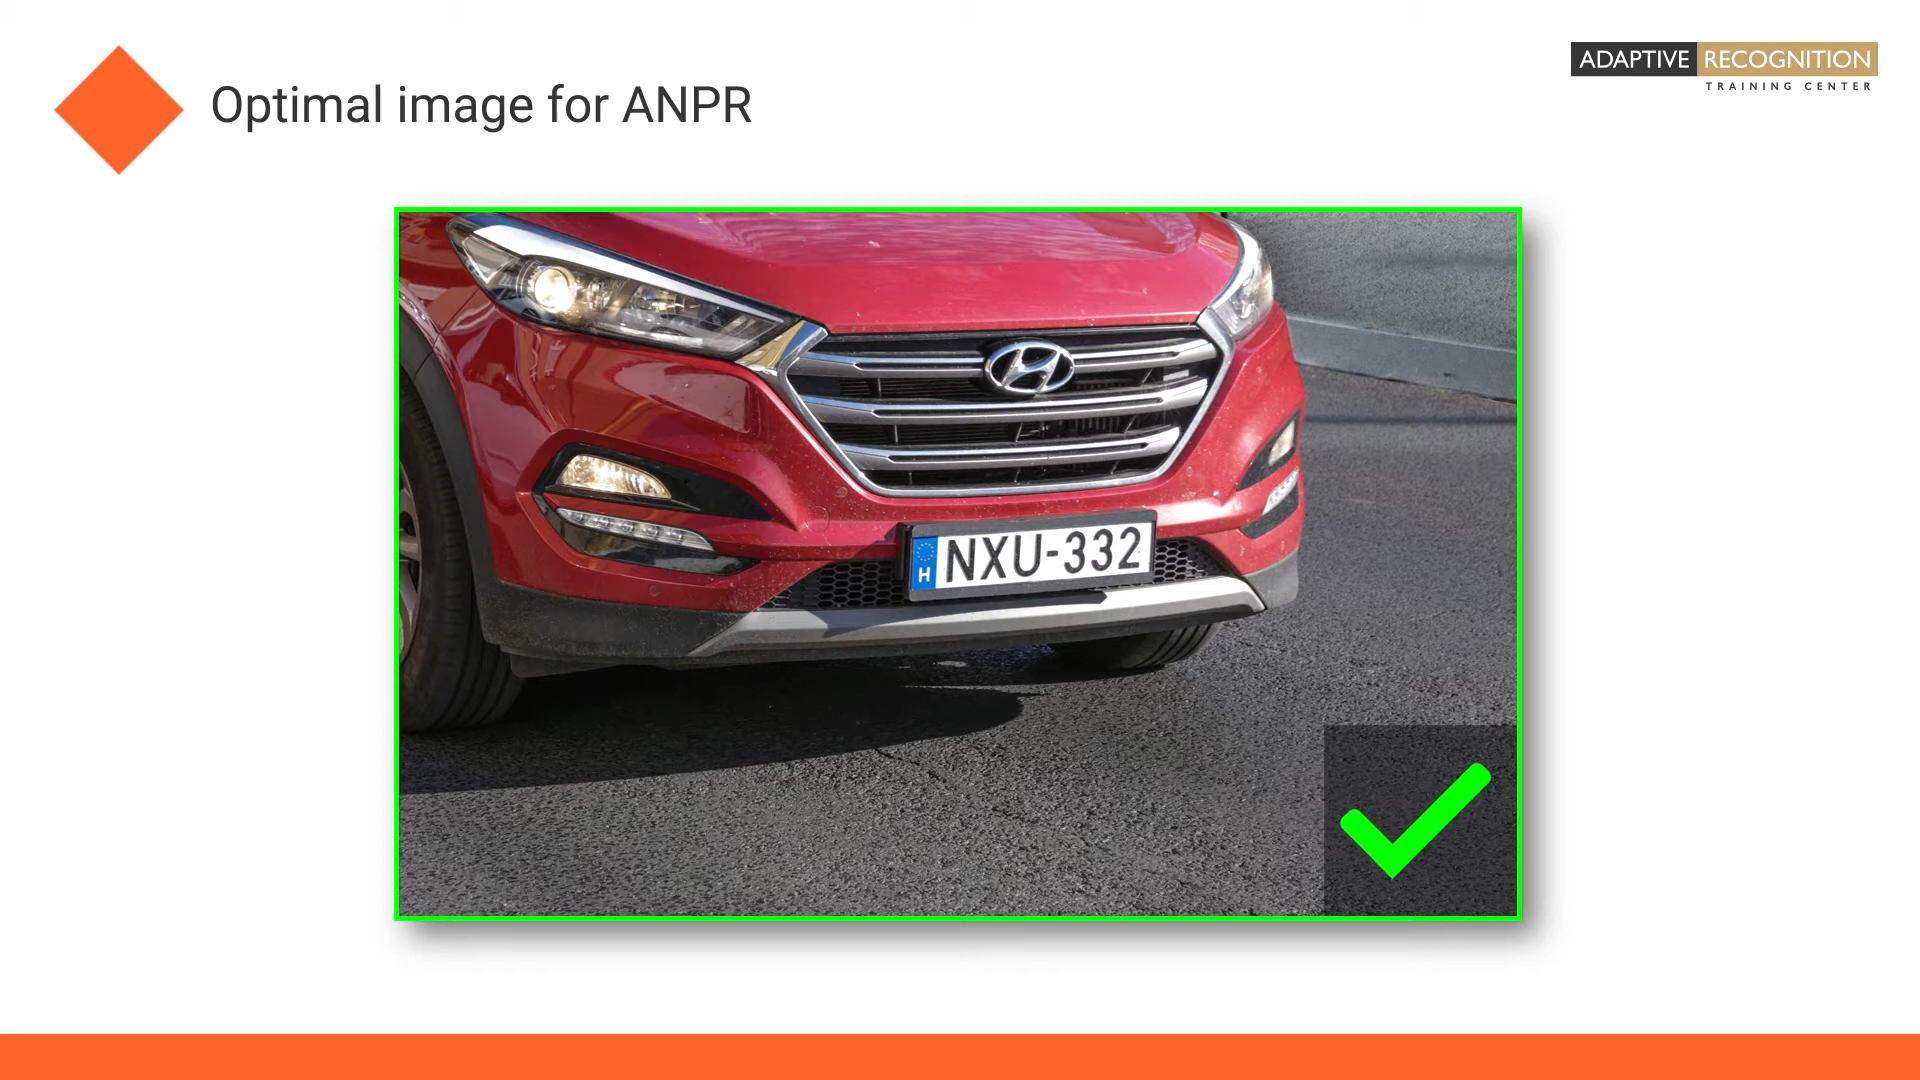 Optimal image for ANPR
ADAPTIVE RECOGNITION
TRAINING CENTER
NXU-332
H